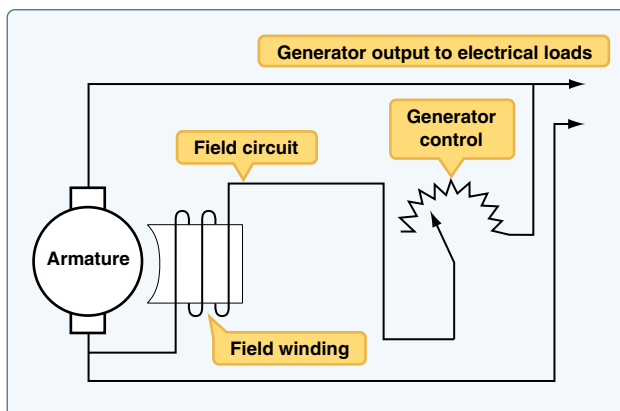 Generator output to electrical loads
Generator
control
Field circuit
Armature
Field winding